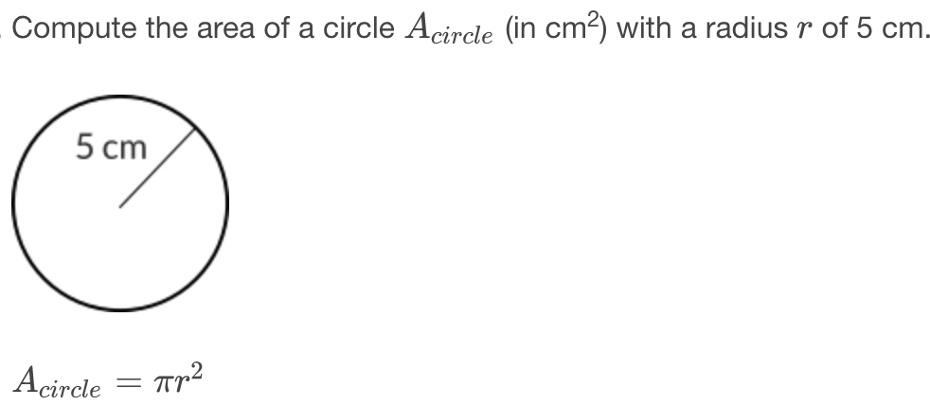 Compute the area of a circle A_circle (in cm²) with a radius r of 5 cm.
5 cm
A_circle = πr²